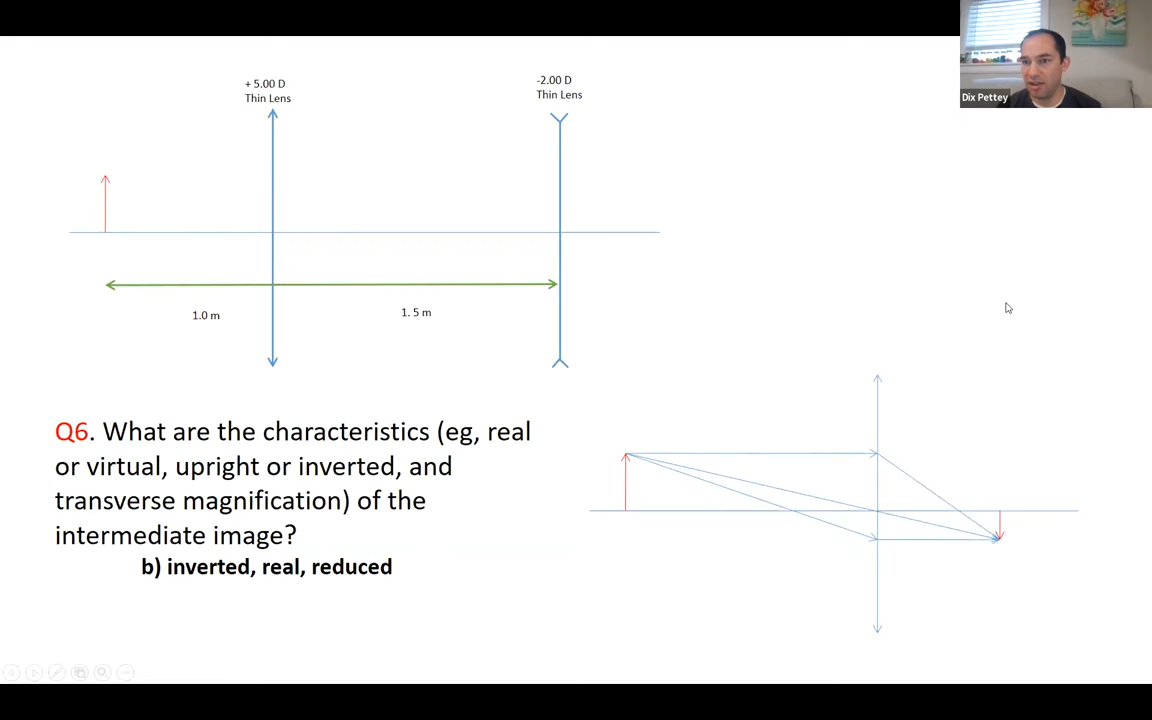 + 5.00 D
Thin Lens
-2.00 D
Thin Lens
Dix Pettey
1.0 m
1. 5 m
Q6. What are the characteristics (eg, real
or virtual, upright or inverted, and
transverse magnification) of the
intermediate image?
b) inverted, real, reduced